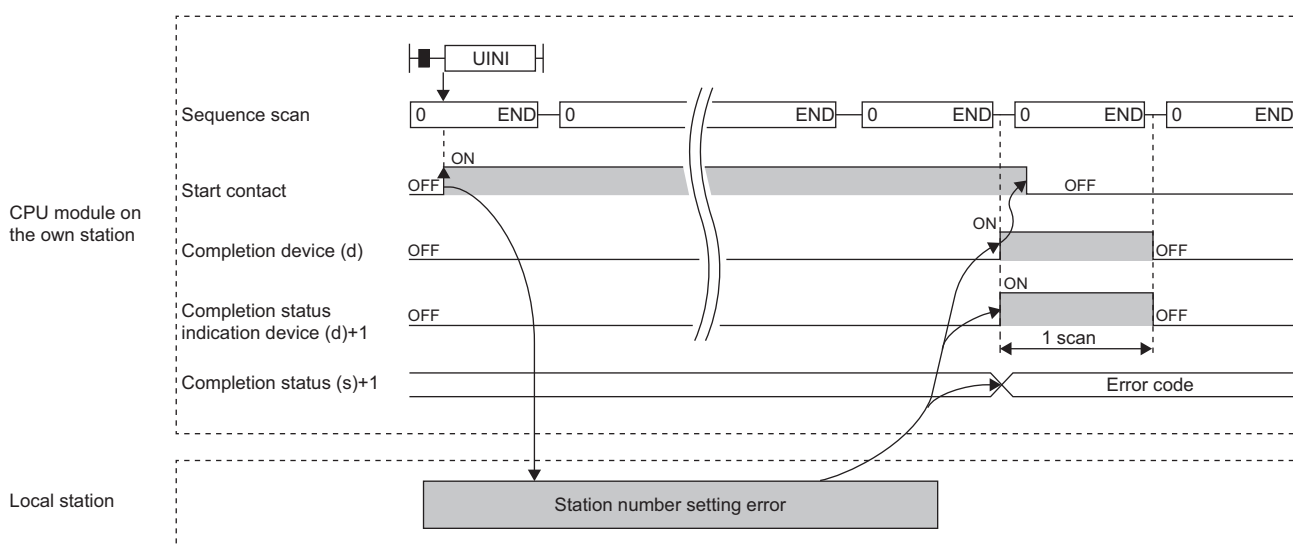 UINI
Sequence scan
0 END 0 END 0 END 0 END 0 END
ON
Start contact
OFF
OFF
CPU module on
the own station
ON
Completion device (d)
OFF
OFF
ON
Completion status
indication device (d)+1
OFF
OFF
1 scan
Completion status (s)+1
Error code
Local station
Station number setting error